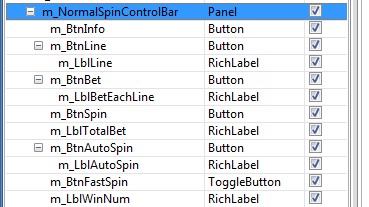 m_NormalSpinControlBar Panel
m_BtnInfo Button
m_BtnLine Button
m_LblLine RichLabel
m_BtnBet Button
m_LblBetEachLine RichLabel
m_BtnSpin Button
m_LblTotalBet RichLabel
m_BtnAutoSpin Button
m_LblAutoSpin RichLabel
m_BtnFastSpin ToggleButton
m_LblWinNum RichLabel